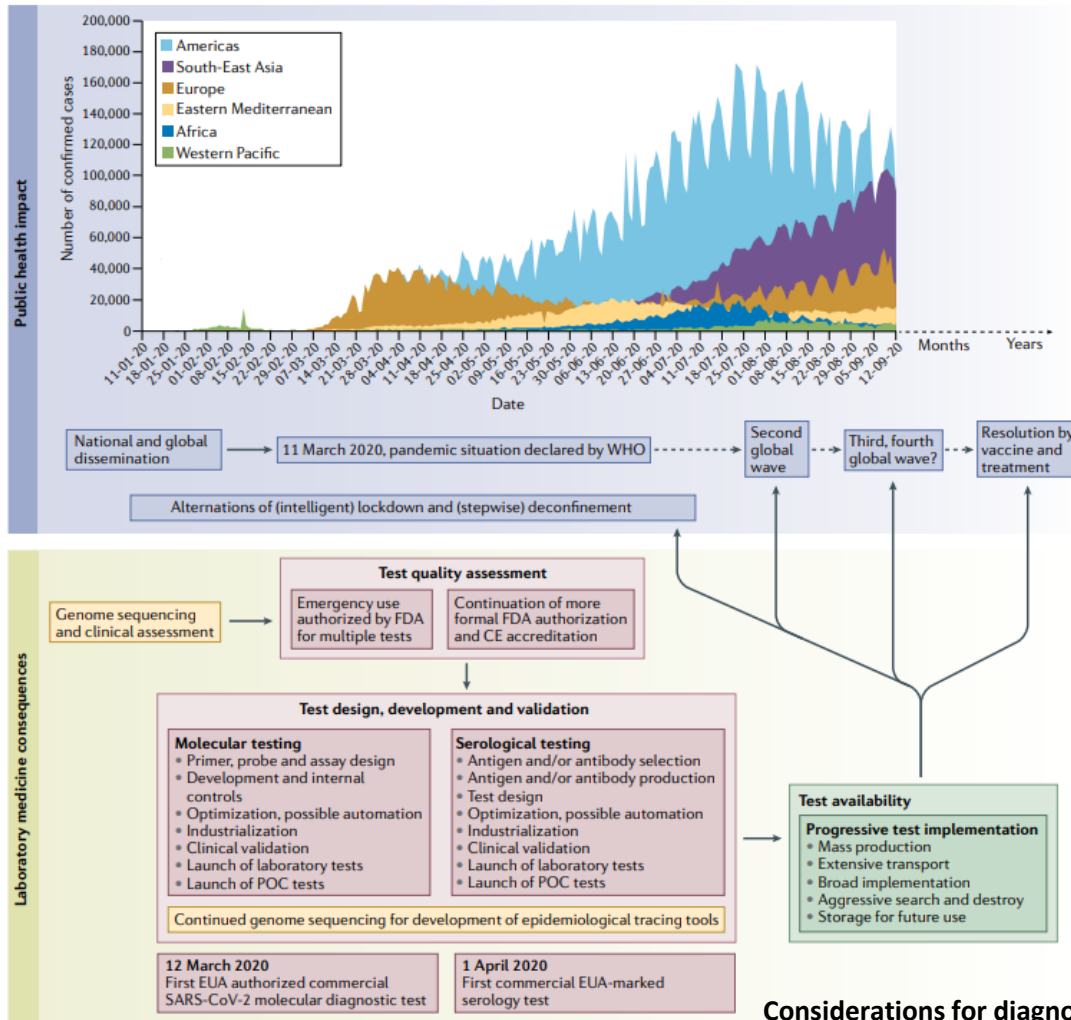 Public health impact
Number of confirmed cases
200,000
180,000
160,000
140,000
120,000
100,000
80,000
60,000
40,000
20,000
0
Americas
South-East Asia
Europe
Eastern Mediterranean
Africa
Western Pacific
11-01-20
18-01-20
25-01-20
01-02-20
08-02-20
15-02-20
22-02-20
29-02-20
07-03-20
14-03-20
21-03-20
28-03-20
04-04-20
11-04-20
18-04-20
25-04-20
02-05-20
09-05-20
16-05-20
23-05-20
30-05-20
06-06-20
13-06-20
20-06-20
27-06-20
04-07-20
11-07-20
18-07-20
25-07-20
01-08-20
08-08-20
15-08-20
22-08-20
29-08-20
05-09-20
12-09-20
Months
Years
Date
National and global
dissemination
11 March 2020, pandemic situation declared by WHO
Second
global
wave
Third, fourth
global wave?
Resolution by
vaccine and
treatment
Alternations of (intelligent) lockdown and (stepwise) deconfinement
Laboratory medicine consequences
Genome sequencing
and clinical assessment
Test quality assessment
Emergency use
authorized by FDA
for multiple tests
Continuation of more
formal FDA authorization
and CE accreditation
Test design, development and validation
Molecular testing
• Primer, probe and assay design
• Development and internal
controls
• Optimization, possible automation
• Industrialization
• Clinical validation
• Launch of laboratory tests
• Launch of POC tests
Serological testing
• Antigen and/or antibody selection
• Antigen and/or antibody production
• Test design
• Optimization, possible automation
• Industrialization
• Clinical validation
• Launch of laboratory tests
• Launch of POC tests
Continued genome sequencing for development of epidemiological tracing tools
Test availability
Progressive test implementation
• Mass production
• Extensive transport
• Broad implementation
• Aggressive search and destroy
• Storage for future use
12 March 2020
First EUA authorized commercial
SARS-CoV-2 molecular diagnostic test
1 April 2020
First commercial EUA-marked
serology test
Considerations for diagno